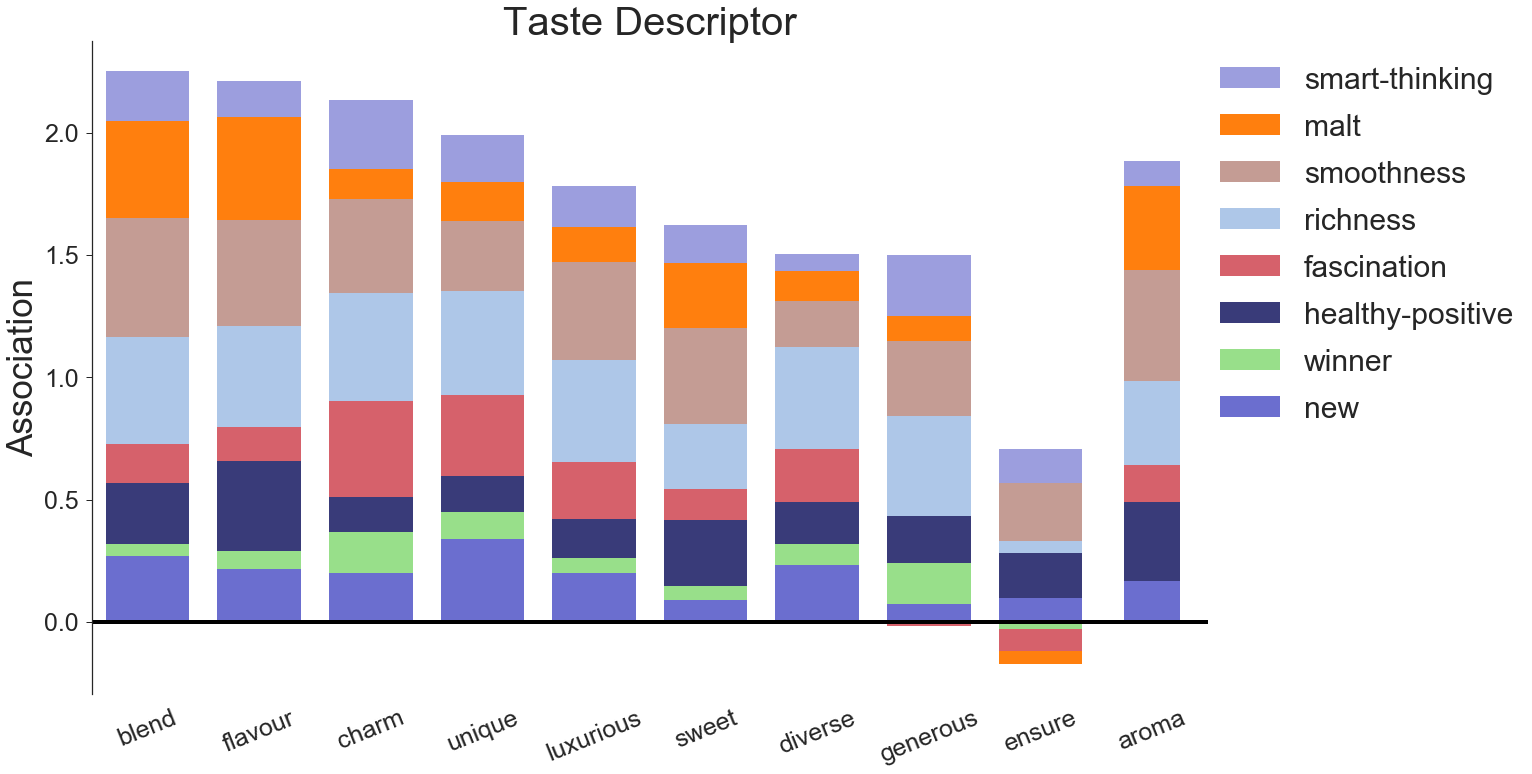 Taste Descriptor
Association
2.0
1.5
1.0
0.5
0.0
blend
flavour
charm
unique
luxurious
sweet
diverse
generous
ensure
aroma
smart-thinking
malt
smoothness
richness
fascination
healthy-positive
winner
new